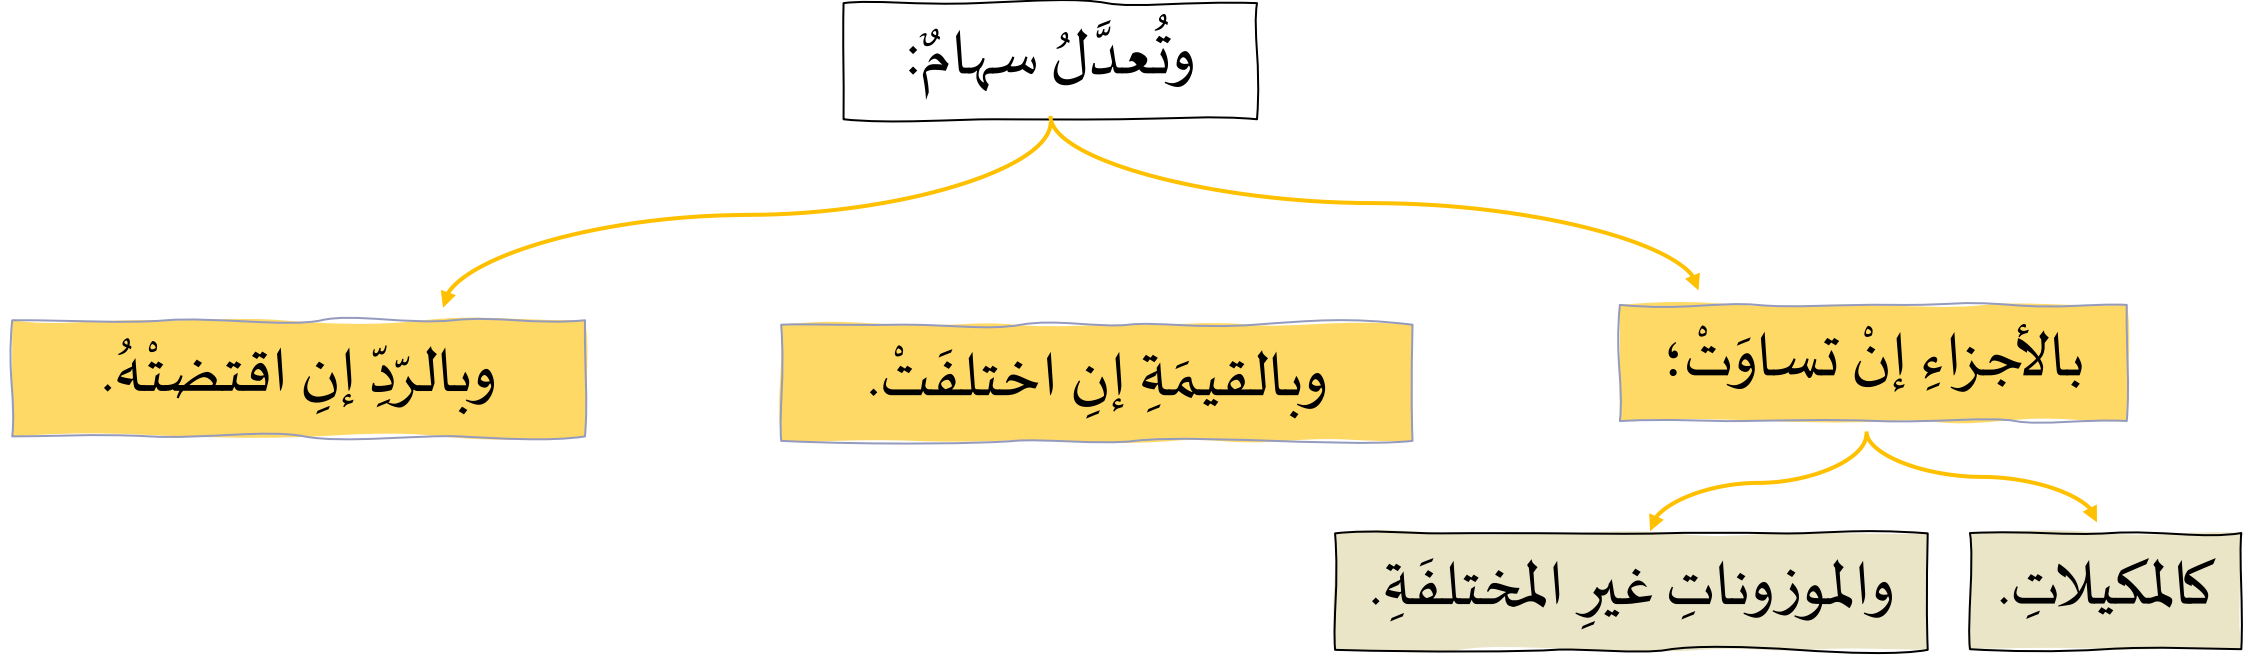 وتُعدَّلُ سهامٌ:
بالأجزاءِ إنْ تساوَتْ؛
وبالقيمَةِ إنِ اختلفَتْ.
وبالرّدِّ إنِ اقتضتْهُ.
كالمكيلاتِ.
والموزوناتِ غيرِ المختلفَةِ.